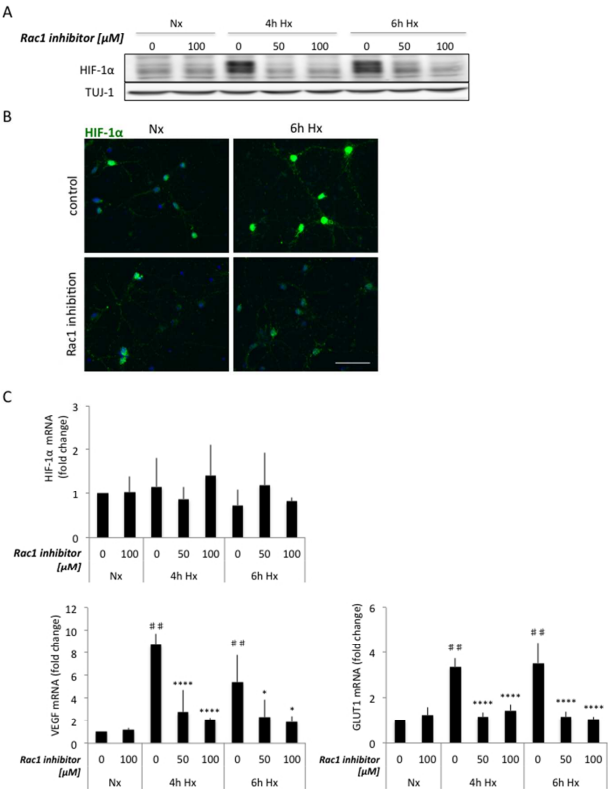 A
Nx 4h Hx 6h Hx
Rac1 inhibitor [µM]
0 100 0 50 100 0 50 100
HIF-1α
TUJ-1
B
HIF-1α Nx 6h Hx
control
Rac1 inhibition
C
HIF-1α mRNA
(fold change)
3
2
1
0
Rac1 inhibitor
[µM]
0 100 0 50 100 0 50 100
Nx 4h Hx 6h Hx
VEGF mRNA (fold change)
12
10
8
6
4
2
0
# #
****
****
# #
*
*
Rac1 inhibitor
[µM]
0 100 0 50 100 0 50 100
Nx 4h Hx 6h Hx
GLUT1 mRNA (fold change)
6
4
2
0
# #
****
****
# #
****
****
Rac1 inhibitor
[µM]
0 100 0 50 100 0 50 100
Nx 4h Hx 6h Hx